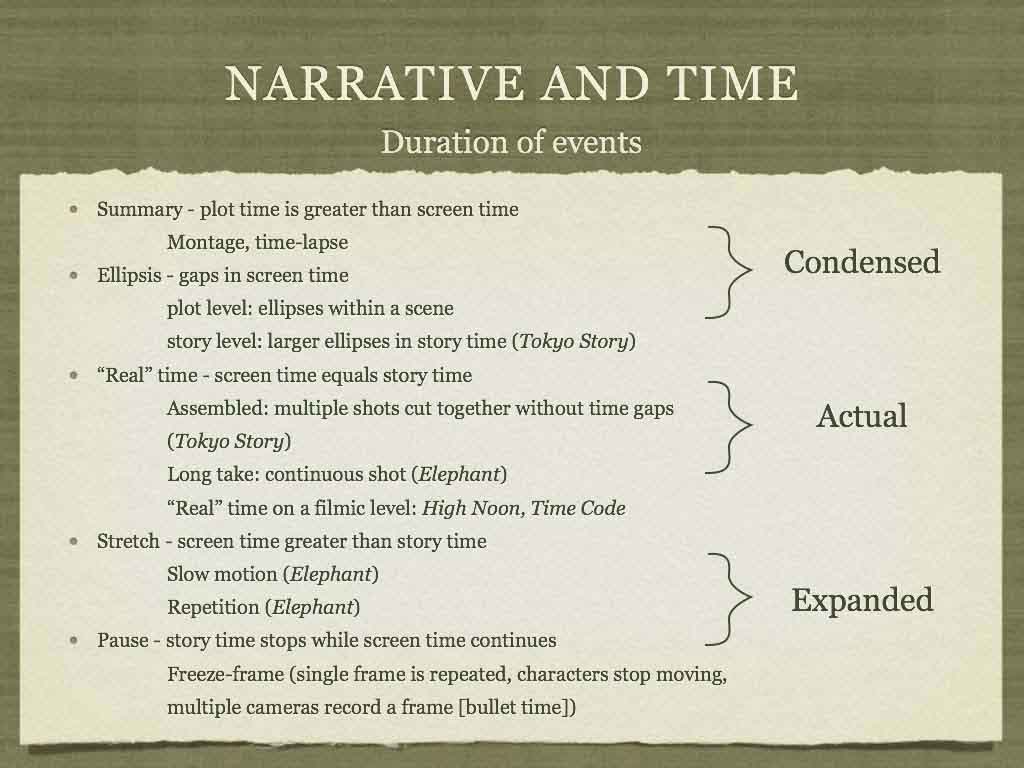 NARRATIVE AND TIME
Duration of events
• Summary - plot time is greater than screen time
Montage, time-lapse
• Ellipsis - gaps in screen time
plot level: ellipses within a scene
story level: larger ellipses in story time (Tokyo Story)
Condensed
• “Real” time - screen time equals story time
Assembled: multiple shots cut together without time gaps
(Tokyo Story)
Long take: continuous shot (Elephant)
“Real” time on a filmic level: High Noon, Time Code
Actual
• Stretch - screen time greater than story time
Slow motion (Elephant)
Repetition (Elephant)
• Pause - story time stops while screen time continues
Freeze-frame (single frame is repeated, characters stop moving,
multiple cameras record a frame [bullet time])
Expanded